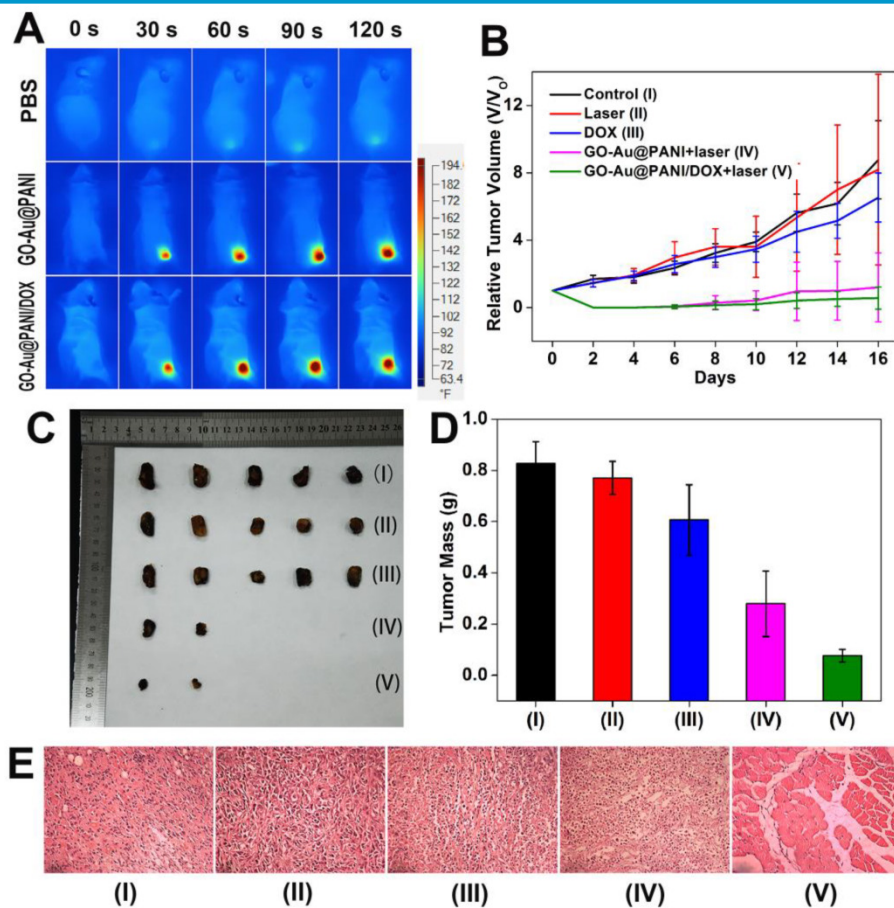 A
0 s 30 s 60 s 90 s 120 s
PBS
GO-Au@PANI
GO-Au@PANI/DOX
194.
182
172
162
152
142
132
122
112
102
92
82
72
63.4
°F
B
Relative Tumor Volume (V/V₀)
12
8
4
0
Control (I)
Laser (II)
DOX (III)
GO-Au@PANI+laser (IV)
GO-Au@PANI/DOX+laser (V)
0 2 4 6 8 10 12 14 16
Days
C
(I)
(II)
(III)
(IV)
(V)
D
Tumor Mass (g)
1.0
0.8
0.6
0.4
0.2
0.0
(I) (II) (III) (IV) (V)
E
(I) (II) (III) (IV) (V)